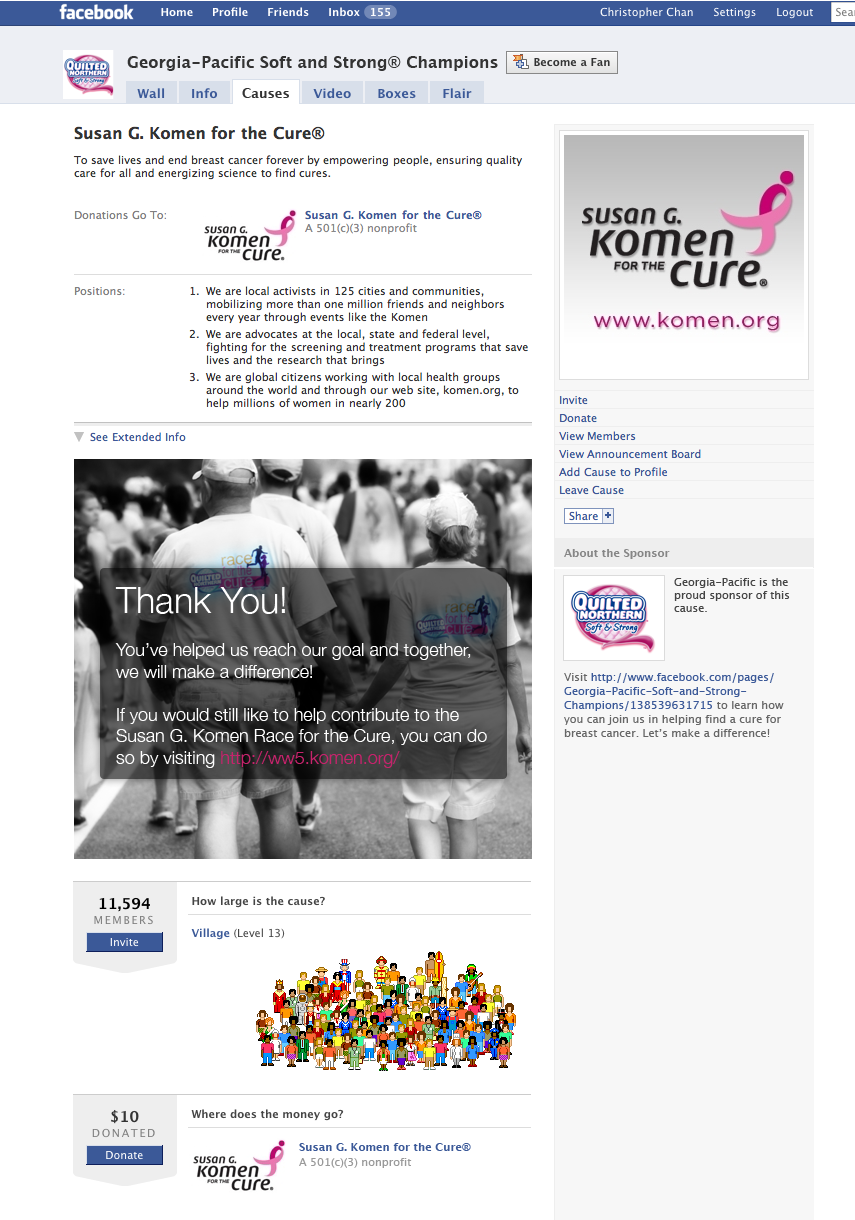 facebook Home Profile Friends Inbox 155 Christopher Chan Settings Logout Sea
QUILTED
NORTHERN
Soft & Strong
Georgia-Pacific Soft and Strong® Champions Become a Fan
Wall Info Causes Video Boxes Flair
Susan G. Komen for the Cure®
To save lives and end breast cancer forever by empowering people, ensuring quality
care for all and energizing science to find cures.
Donations Go To:
susan G.
komen
FOR THE
cure.
Susan G. Komen for the Cure®
A 501(c)(3) nonprofit
Positions:
1. We are local activists in 125 cities and communities,
mobilizing more than one million friends and neighbors
every year through events like the Komen
2. We are advocates at the local, state and federal level,
fighting for the screening and treatment programs that save
lives and the research that brings
3. We are global citizens working with local health groups
around the world and through our web site, komen.org, to
help millions of women in nearly 200
See Extended Info
race
for the
cure
QUILTED
NORTHERN
race
for the
cure
Thank You!
You've helped us reach our goal and together,
we will make a difference!
If you would still like to help contribute to the
Susan G. Komen Race for the Cure, you can do
so by visiting http://ww5.komen.org/
11,594
MEMBERS
Invite
How large is the cause?
Village (Level 13)
$10
DONATED
Donate
Where does the money go?
susan G.
komen
FOR THE
cure.
Susan G. Komen for the Cure®
A 501(c)(3) nonprofit
susan G.
komen
FOR THE
cure®
www.komen.org
Invite
Donate
View Members
View Announcement Board
Add Cause to Profile
Leave Cause
Share +
About the Sponsor
QUILTED
NORTHERN
Soft & Strong
Georgia-Pacific is the
proud sponsor of this
cause.
Visit http://www.facebook.com/pages/
Georgia-Pacific-Soft-and-Strong-
Champions/138539631715 to learn how
you can join us in helping find a cure for
breast cancer. Let's make a difference!